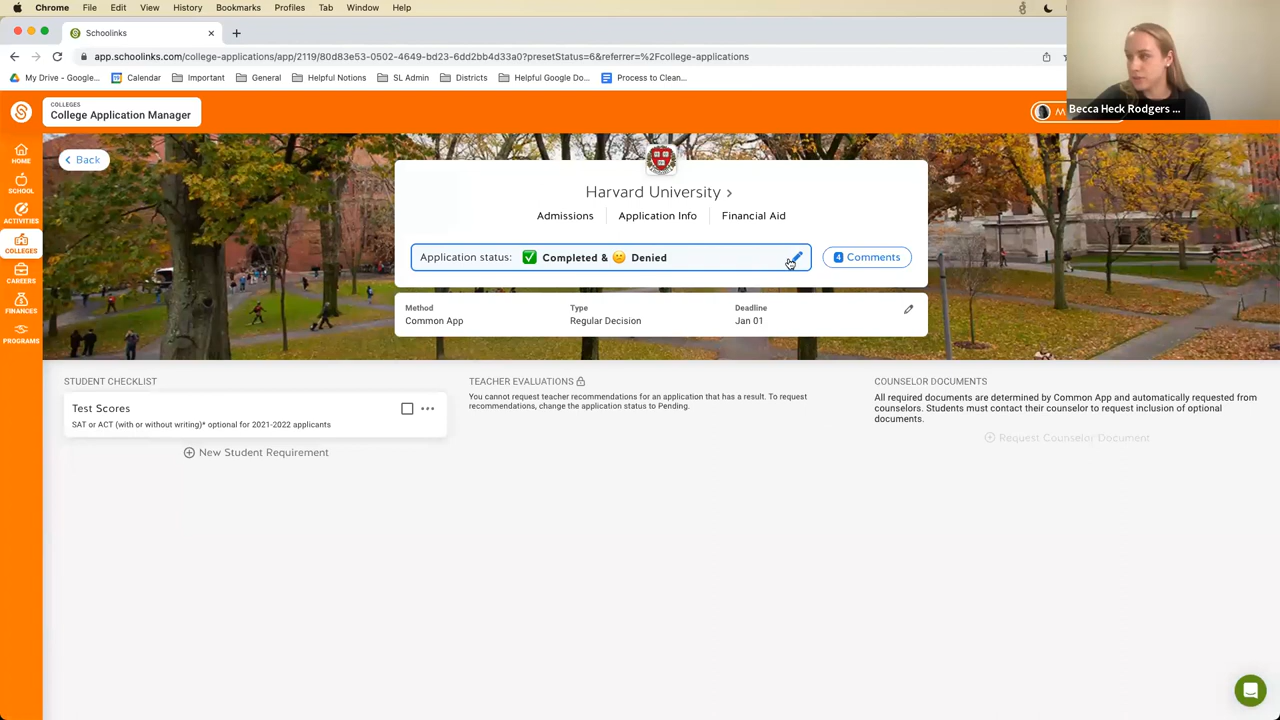 Chrome File Edit View History Bookmarks Profiles Tab Window Help
Schoolinks
app.schoolinks.com/college-applications/app/2119/80d83e53-0502-4649-bd23-6dd2bb4d33a0?presetStatus=6&referrer=%2Fcollege-applications
My Drive - Google... Calendar Important General Helpful Notions SL Admin Districts Helpful Google Do... Process to Clean...
COLLEGES
College Application Manager
Becca Heck Rodgers ...
HOME
SCHOOL
ACTIVITIES
COLLEGES
CAREERS
FINANCES
PROGRAMS
Back
Harvard University >
Admissions Application Info Financial Aid
Application status: ✅ Completed & 🙁 Denied
4 Comments
Method Type Deadline
Common App Regular Decision Jan 01
STUDENT CHECKLIST
Test Scores
SAT or ACT (with or without writing)* optional for 2021-2022 applicants
New Student Requirement
TEACHER EVALUATIONS
You cannot request teacher recommendations for an application that has a result. To request
recommendations, change the application status to Pending.
COUNSELOR DOCUMENTS
All required documents are determined by Common App and automatically requested from
counselors. Students must contact their counselor to request inclusion of optional
documents.
Request Counselor Document